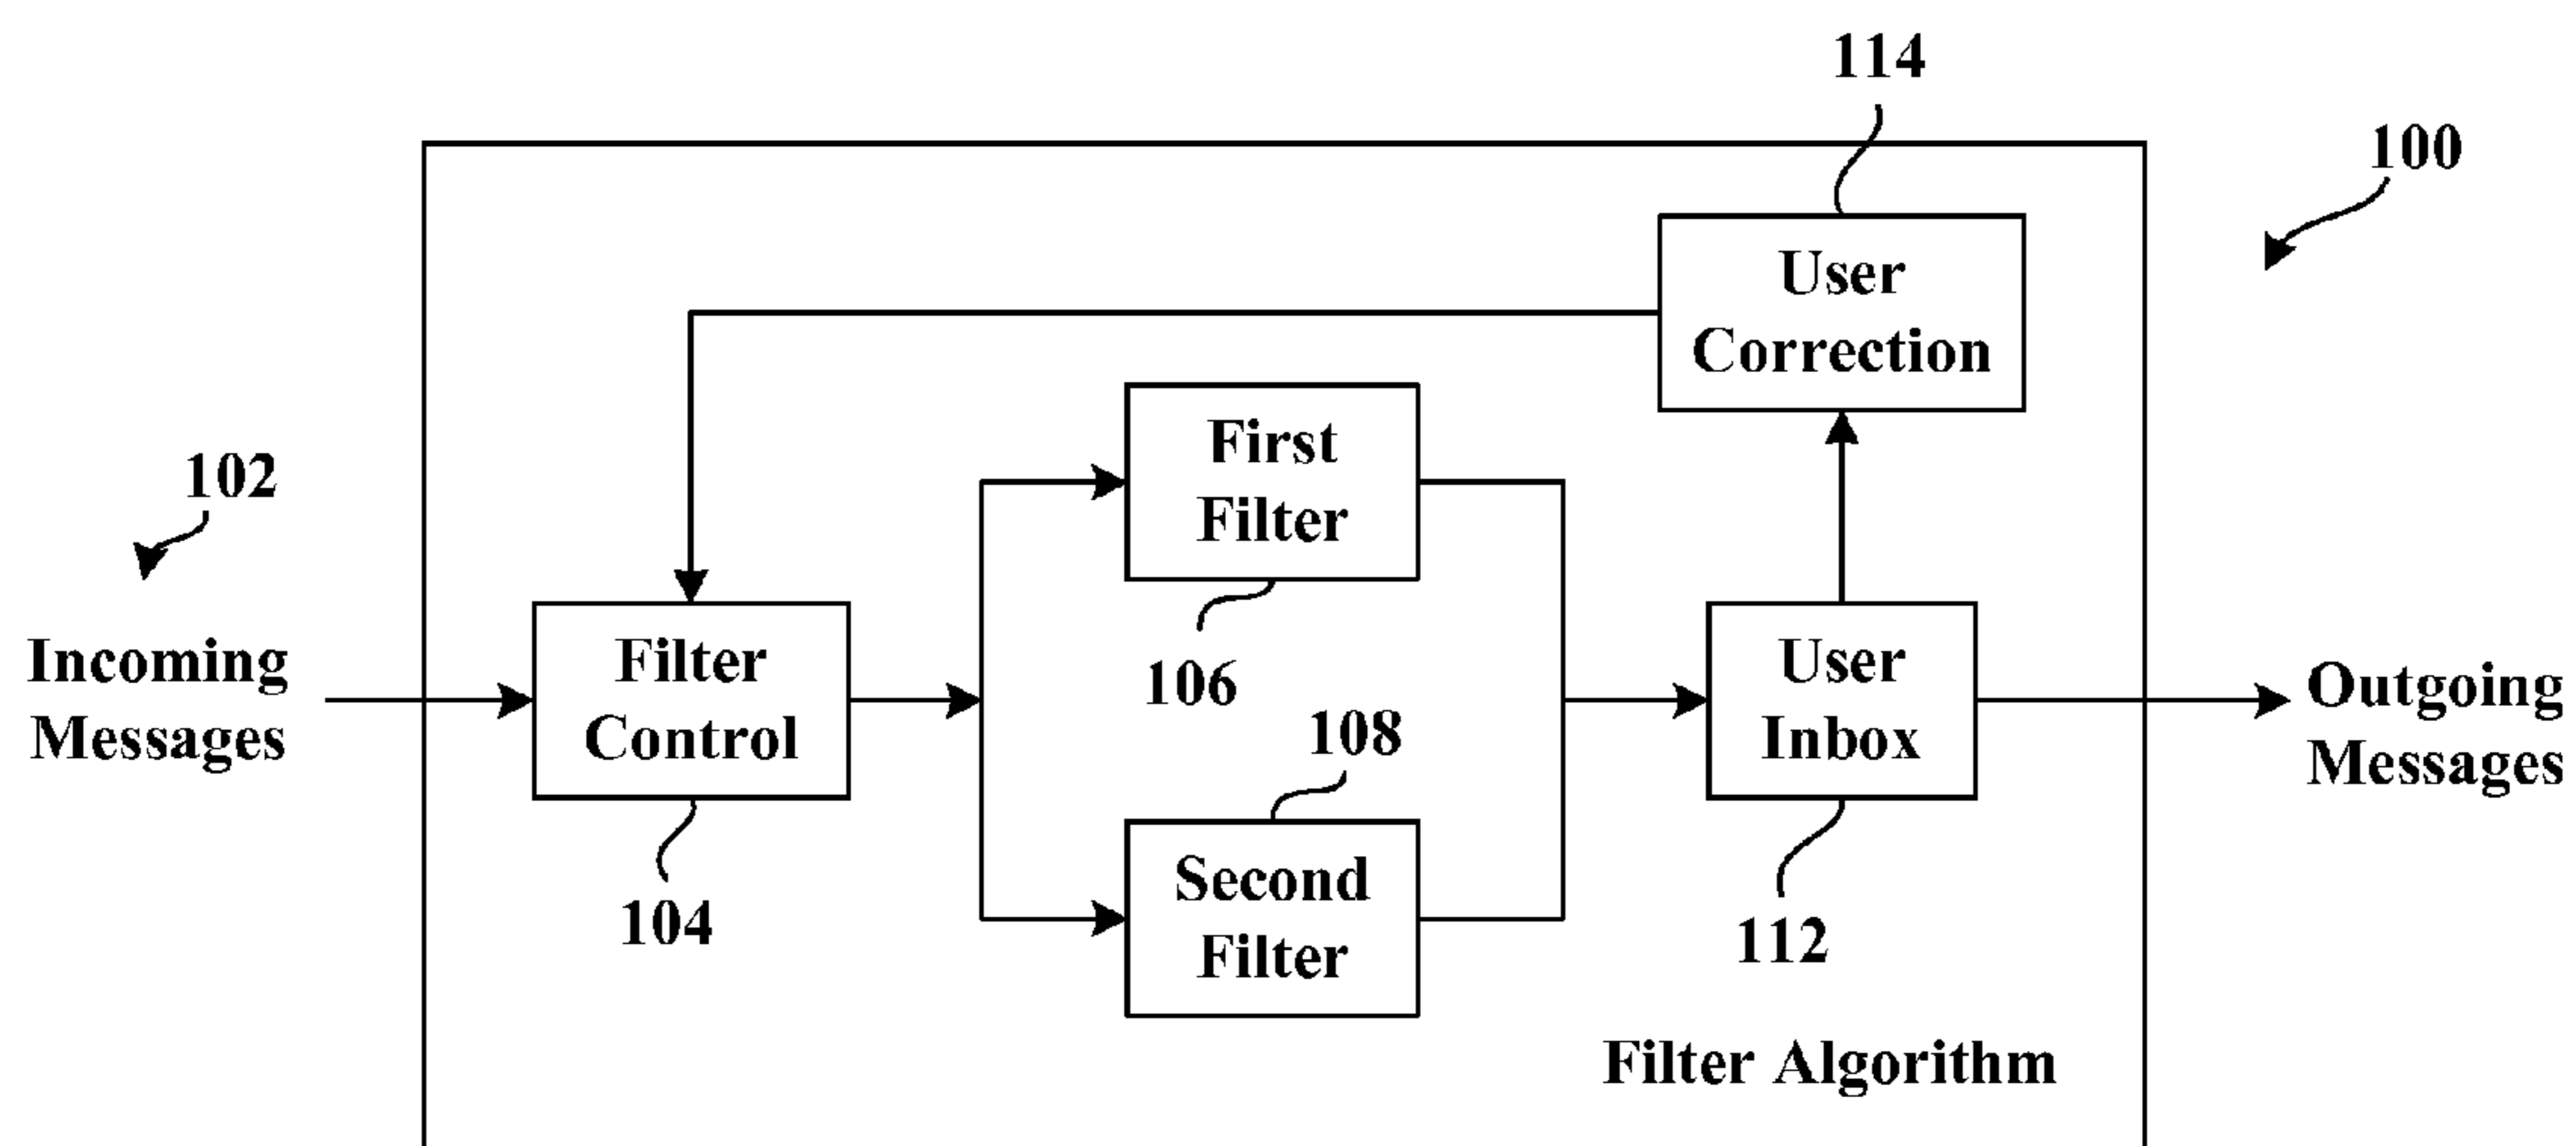 114
100
User
Correction
First
Filter
102
Incoming
Messages
Filter
Control
106
108
User
Inbox
Outgoing
Messages
Second
Filter
104
112
Filter Algorithm